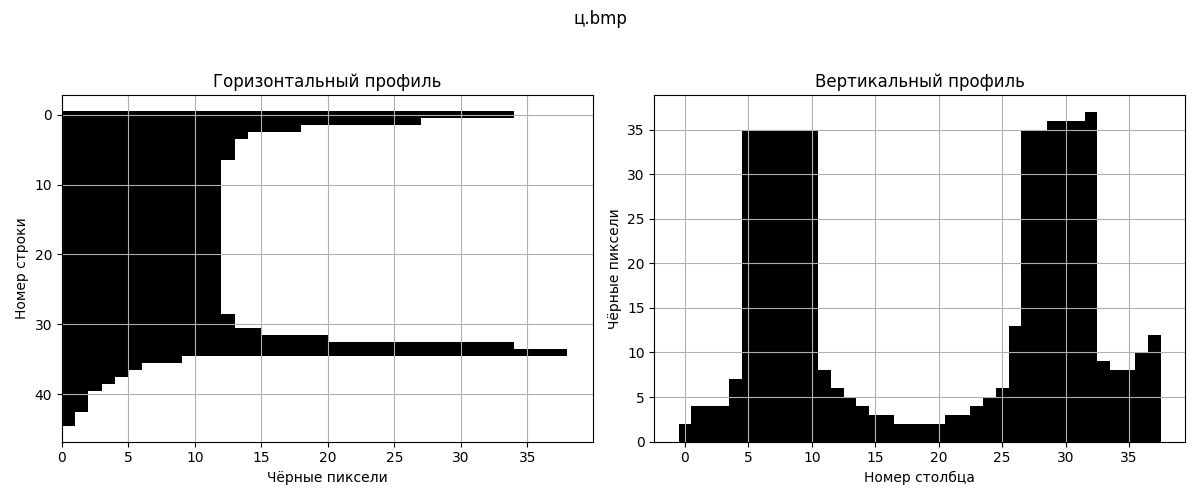 ц.bmp
Горизонтальный профиль
0
10
20
30
40
Номер строки
0 5 10 15 20 25 30 35
Чёрные пиксели
Вертикальный профиль
35
30
25
20
15
10
5
0
Чёрные пиксели
0 5 10 15 20 25 30 35
Номер столбца